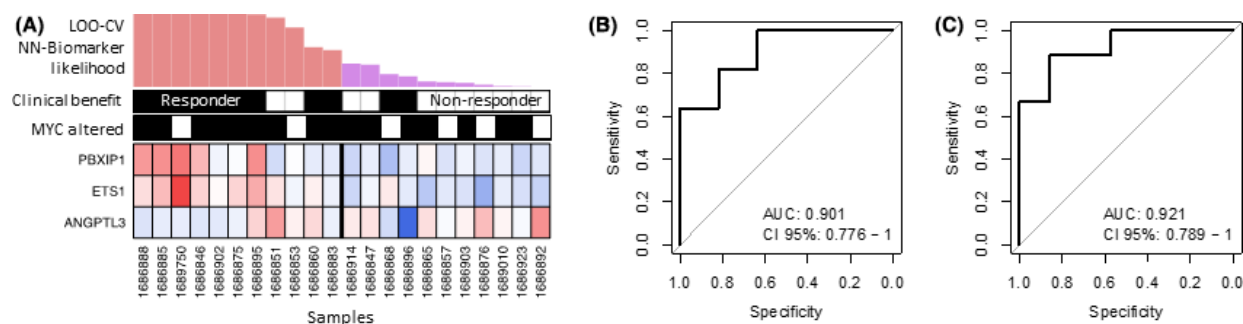 (A)
LOO-CV
NN-Biomarker
likelihood
Clinical benefit
Responder
Non-responder
MYC altered
PBXIP1
ETS1
ANGPTL3
1686888
1686885
1689750
1686846
1686902
1686875
1686895
1686851
1686853
1686860
1686883
1686914
1686847
1686868
1686896
1686865
1686857
1686903
1686876
1689010
1686923
1686892
Samples
(B)
Sensitivity
0.0 0.2 0.4 0.6 0.8 1.0
AUC: 0.901
CI 95%: 0.776 – 1
1.0 0.8 0.6 0.4 0.2 0.0
Specificity
(C)
Sensitivity
0.0 0.2 0.4 0.6 0.8 1.0
AUC: 0.921
CI 95%: 0.789 – 1
1.0 0.8 0.6 0.4 0.2 0.0
Specificity